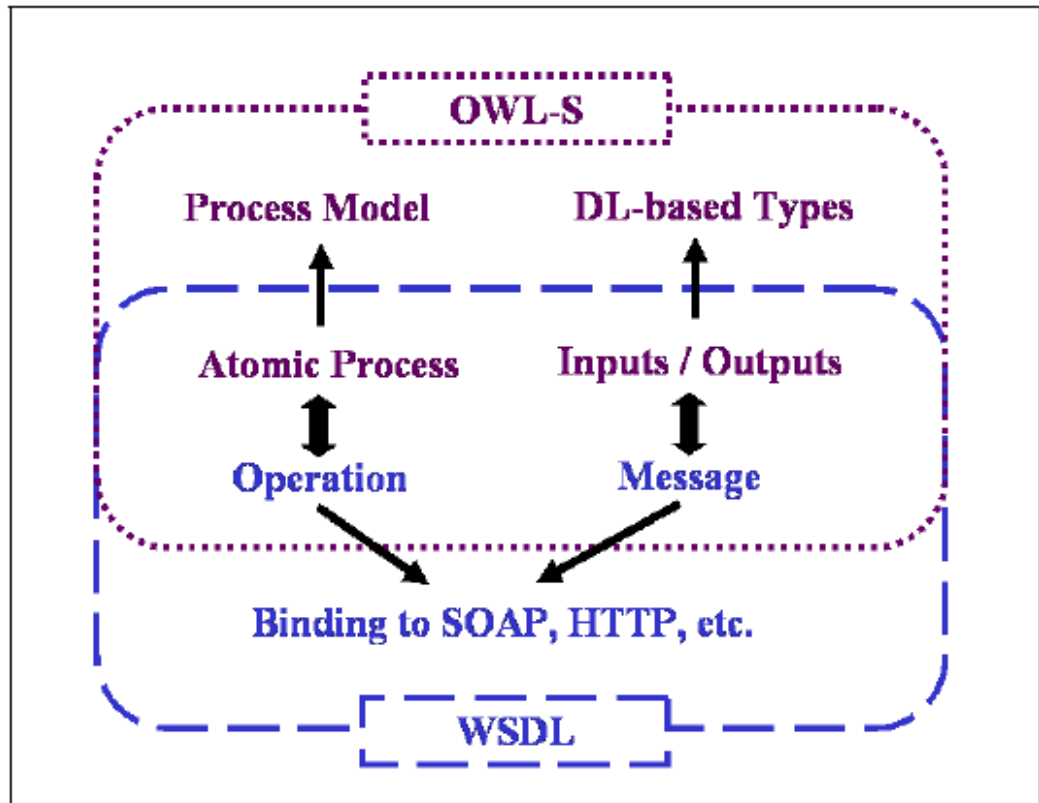 OWL-S
Process Model DL-based Types
Atomic Process Inputs / Outputs
Operation Message
Binding to SOAP, HTTP, etc.
WSDL